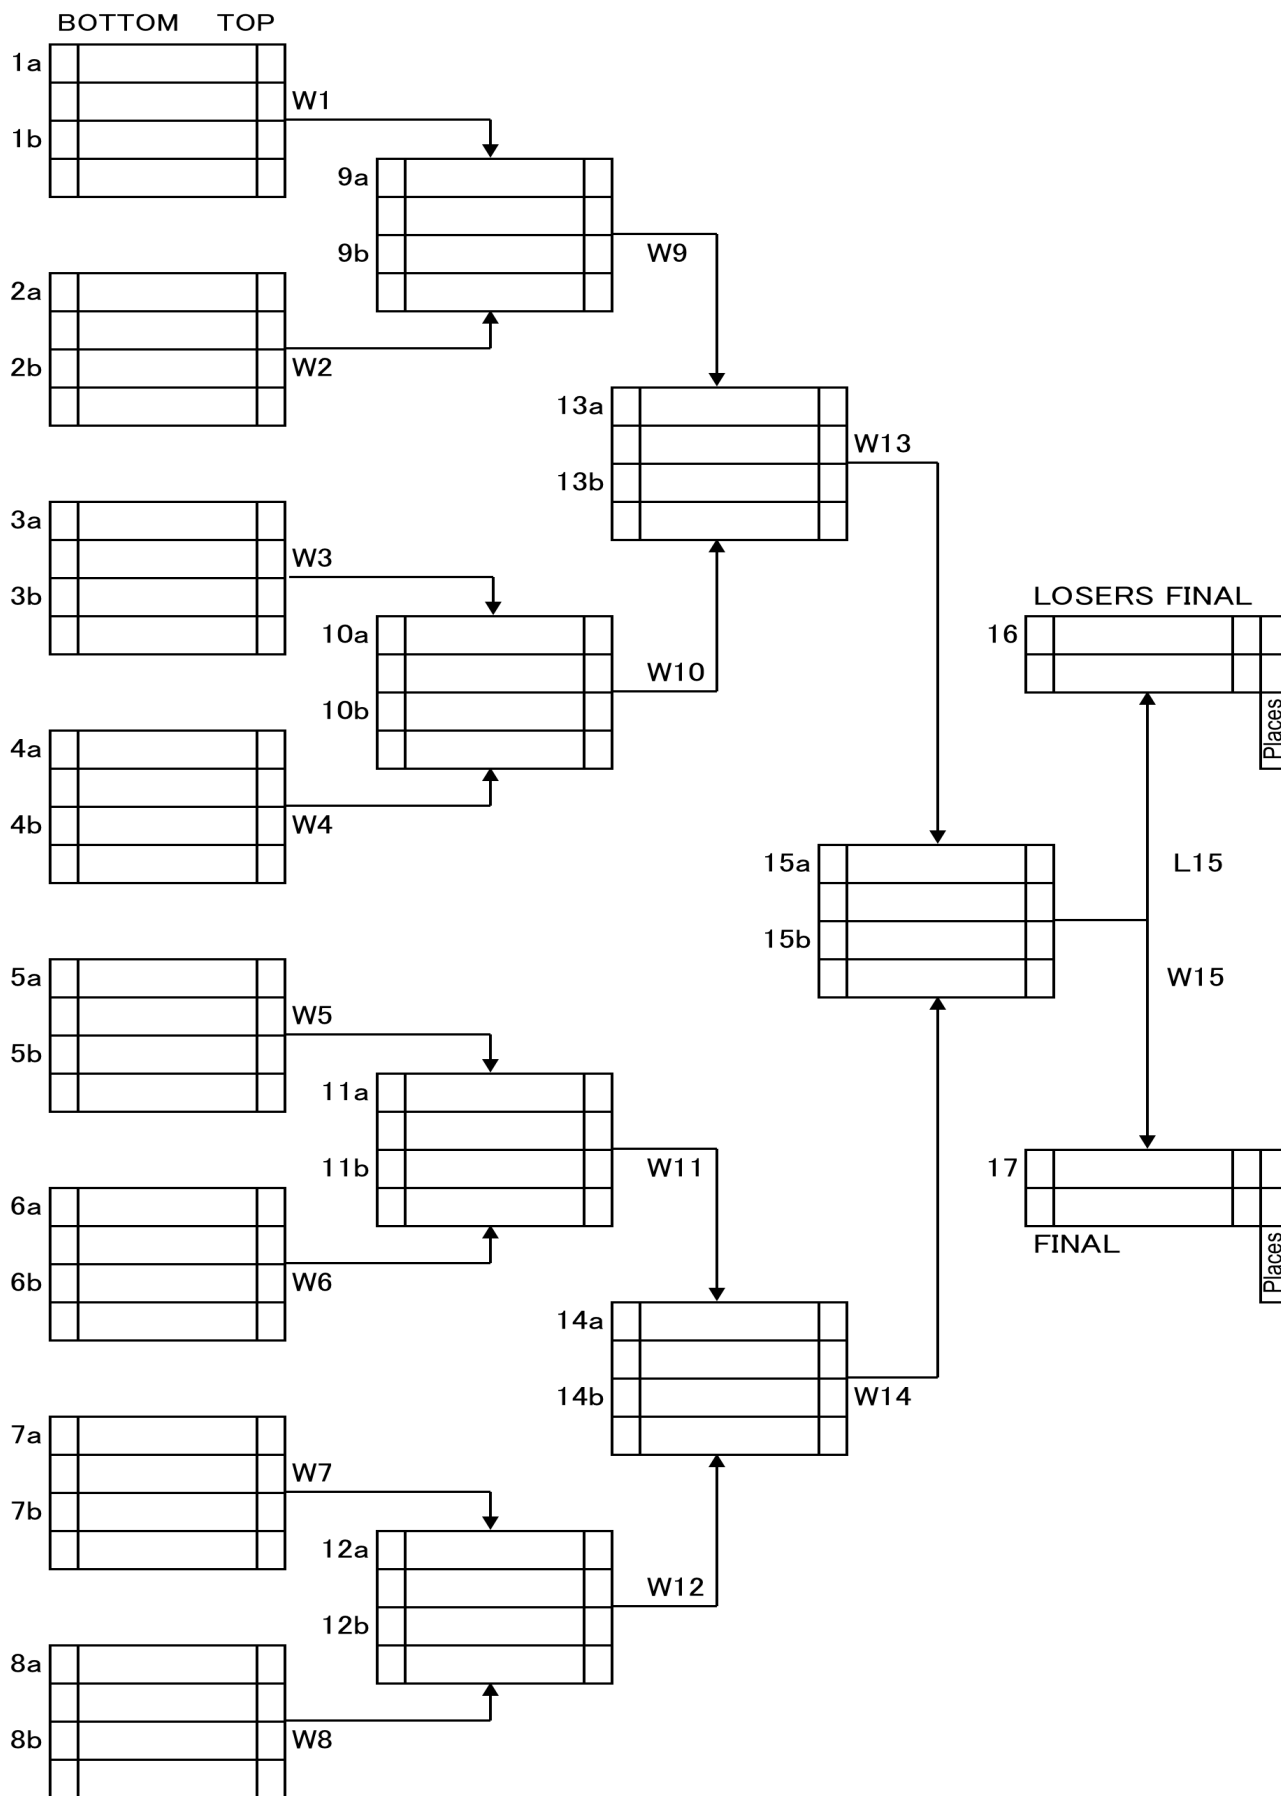 BOTTOM TOP
1a
W1
1b
9a
9b
W9
2a
2b
W2
13a
W13
13b
3a
W3
3b
LOSERS FINAL
10a
16
W10
10b
Places
4a
4b
W4
15a
L15
15b
5a
W15
W5
5b
11a
11b
W11
17
6a
FINAL
Places
6b
W6
14a
14b
W14
7a
W7
7b
12a
W12
12b
8a
8b
W8